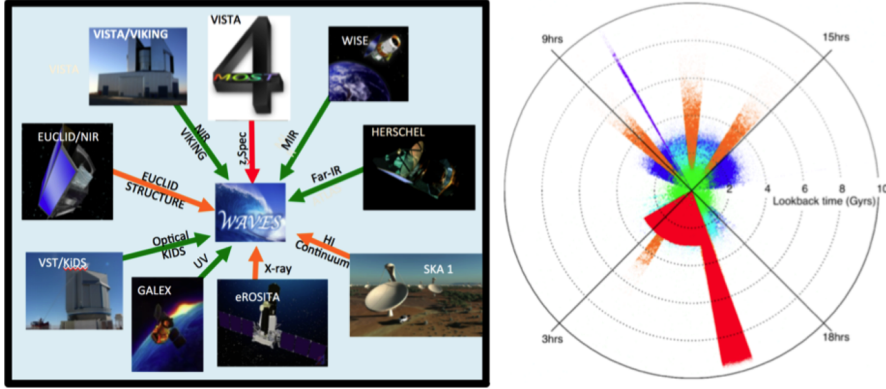 VISTA
VISTA/VIKING
4MOST
WISE
VISTA
EUCLID/NIR
NIR
VIKING
z,Spec
MIR
HERSCHEL
EUCLID
STRUCTURE
Far-IR
WAVES
Optical
KIDS
HI
Continuum
VST/KiDS
UV
X-ray
SKA 1
GALEX
eROSITA
9hrs
15hrs
2 4 6 8 10
Lookback time (Gyrs)
3hrs
18hrs